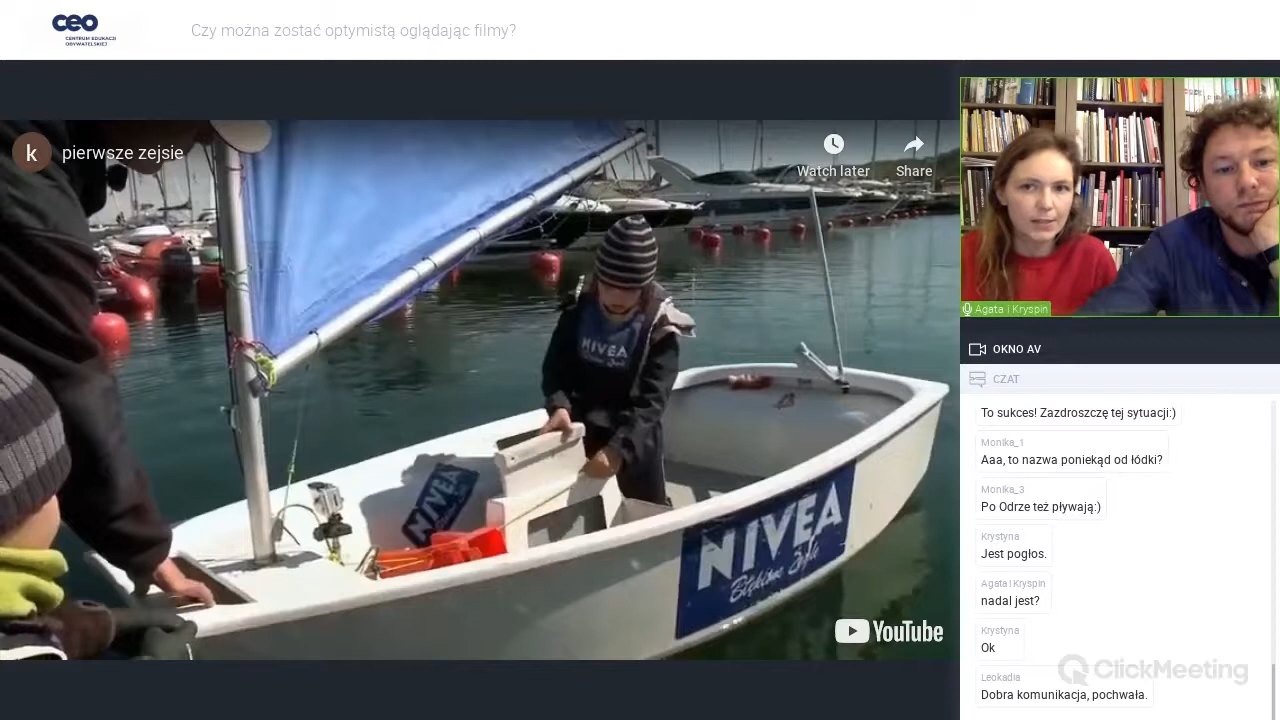 ceo
CENTRUM EDUKACJI
OBYWATELSKIEJ
Czy można zostać optymistą oglądając filmy?
k
pierwsze zejsie
Watch later
Share
NIVEA
NIVEA
NIVEA
Błękitne Żagle
YouTube
Agata i Kryspin
OKNO AV
CZAT
To sukces! Zazdroszczę tej sytuacji:)
Monika_1
Aaa, to nazwa poniekąd od łódki?
Monika_3
Po Odrze też pływają:)
Krystyna
Jest pogłos.
Agata i Kryspin
nadal jest?
Krystyna
Ok
Leokadia
Dobra komunikacja, pochwała.
ClickMeeting